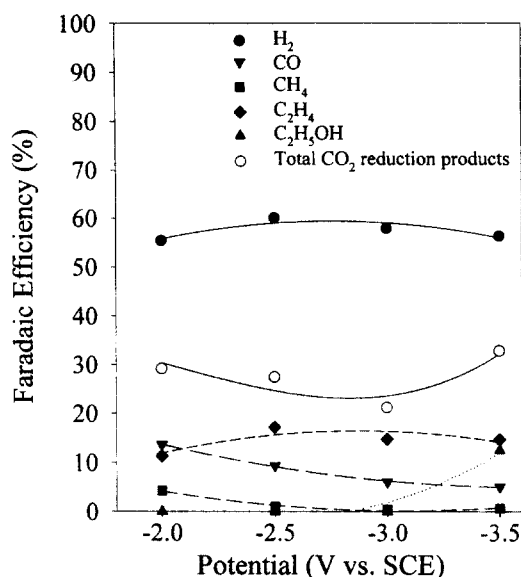 100
90
80
70
60
50
40
30
20
10
0
Faradaic Efficiency (%)
H₂
CO
CH₄
C₂H₄
C₂H₅OH
Total CO₂ reduction products
-2.0 -2.5 -3.0 -3.5
Potential (V vs. SCE)